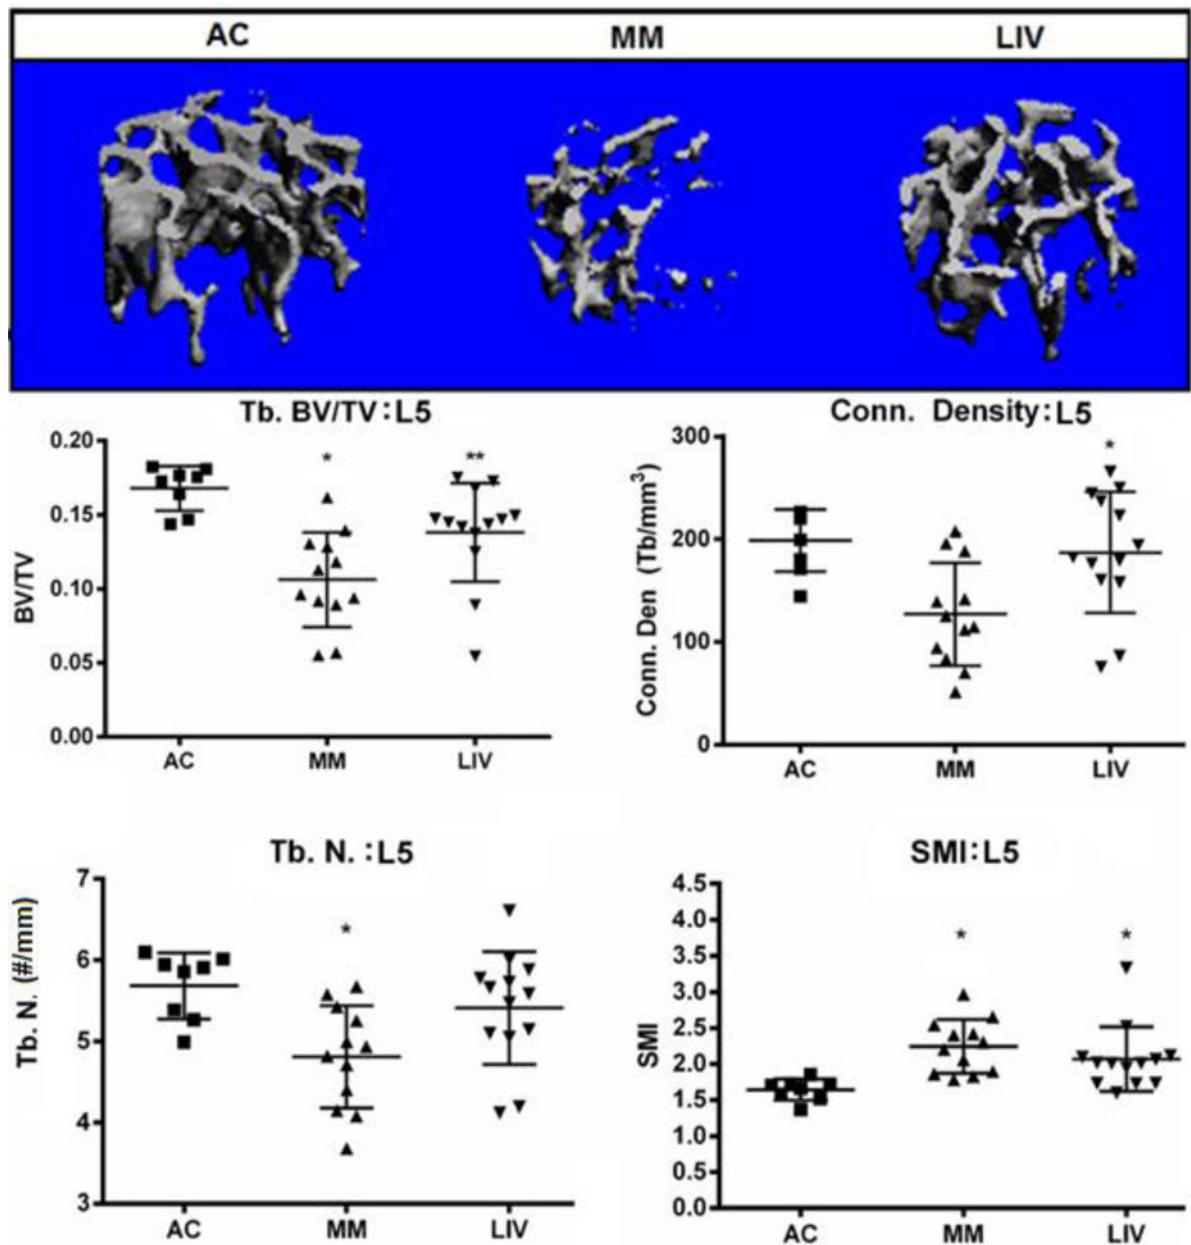 AC MM LIV
Tb. BV/TV:L5
BV/TV
0.20
0.15
0.10
0.05
0.00
*
**
AC MM LIV
Conn. Density:L5
Conn. Den (Tb/mm³)
300
200
100
0
*
AC MM LIV
Tb. N. :L5
Tb. N. (#/mm)
7
6
5
4
3
*
AC MM LIV
SMI:L5
SMI
4.5
4.0
3.5
3.0
2.5
2.0
1.5
1.0
0.5
0.0
*
*
AC MM LIV